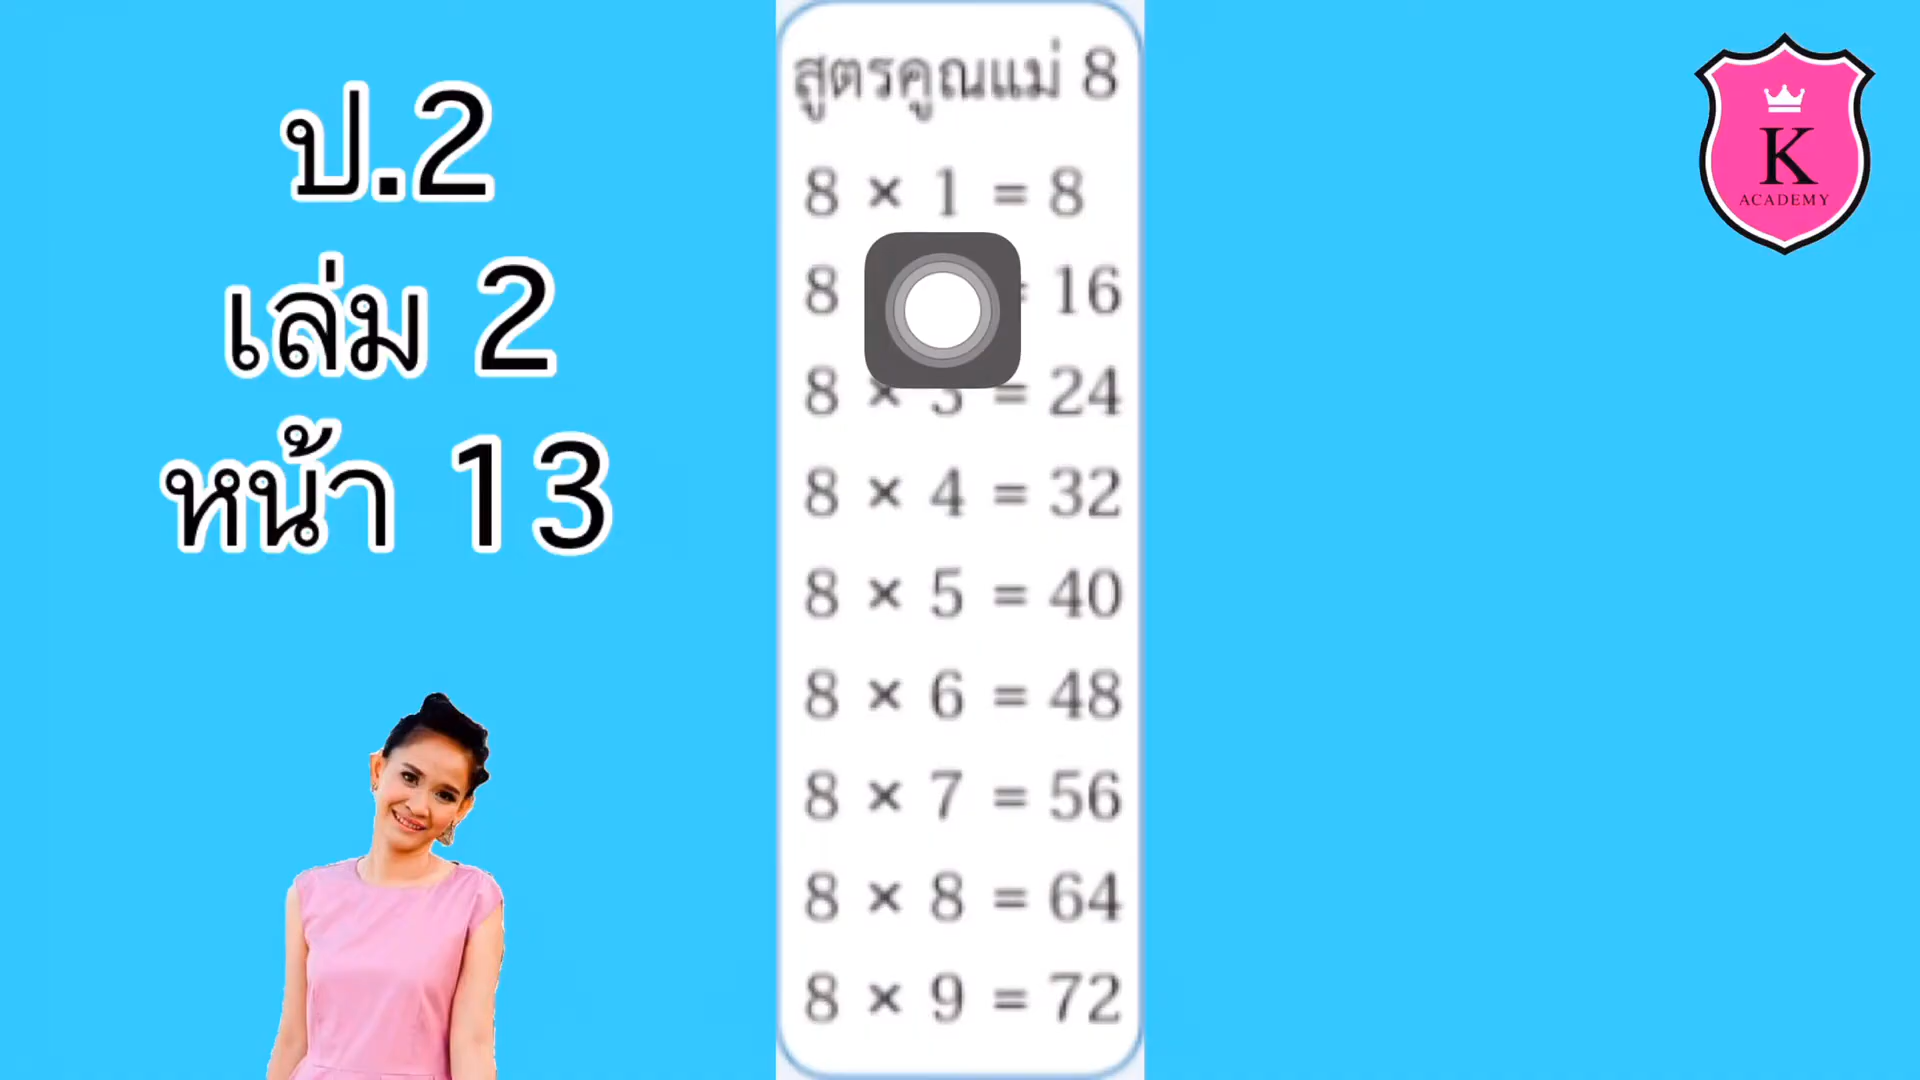 ป.2
เล่ม 2
หน้า 13
สูตรคูณแม่ 8
8 × 1 = 8
8 = 16
8 × 3 = 24
8 × 4 = 32
8 × 5 = 40
8 × 6 = 48
8 × 7 = 56
8 × 8 = 64
8 × 9 = 72
K
ACADEMY